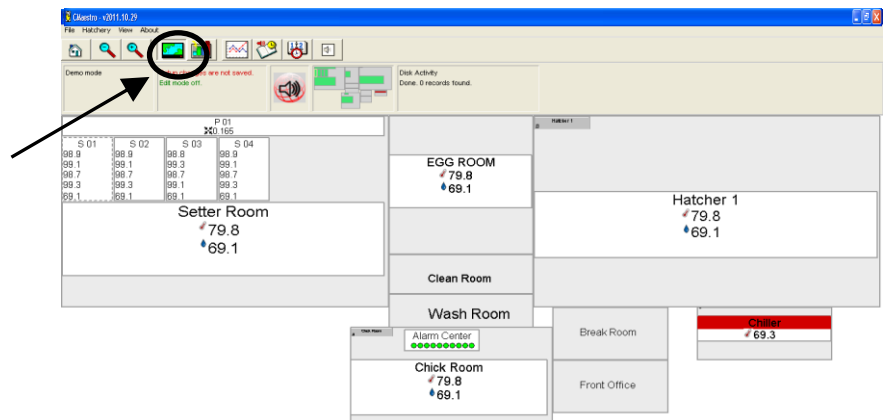 CMaestro - v2011.10.29
File Hatchery View About
Demo mode
are not saved.
Edit mode off.
Disk Activity
Done. 0 records found.
P 01
0.165
S 01 S 02 S 03 S 04
98.9 98.9 98.8 98.9
99.1 99.1 99.3 99.1
98.7 98.7 98.7 98.7
99.3 99.3 99.1 99.3
69.1 69.1 69.1 69.1
Setter Room
79.8
69.1
EGG ROOM
79.8
69.1
Hatcher 1
Hatcher 1
79.8
69.1
Clean Room
Wash Room
Chick Room
Alarm Center
Chick Room
79.8
69.1
Break Room
Front Office
Chiller
69.3